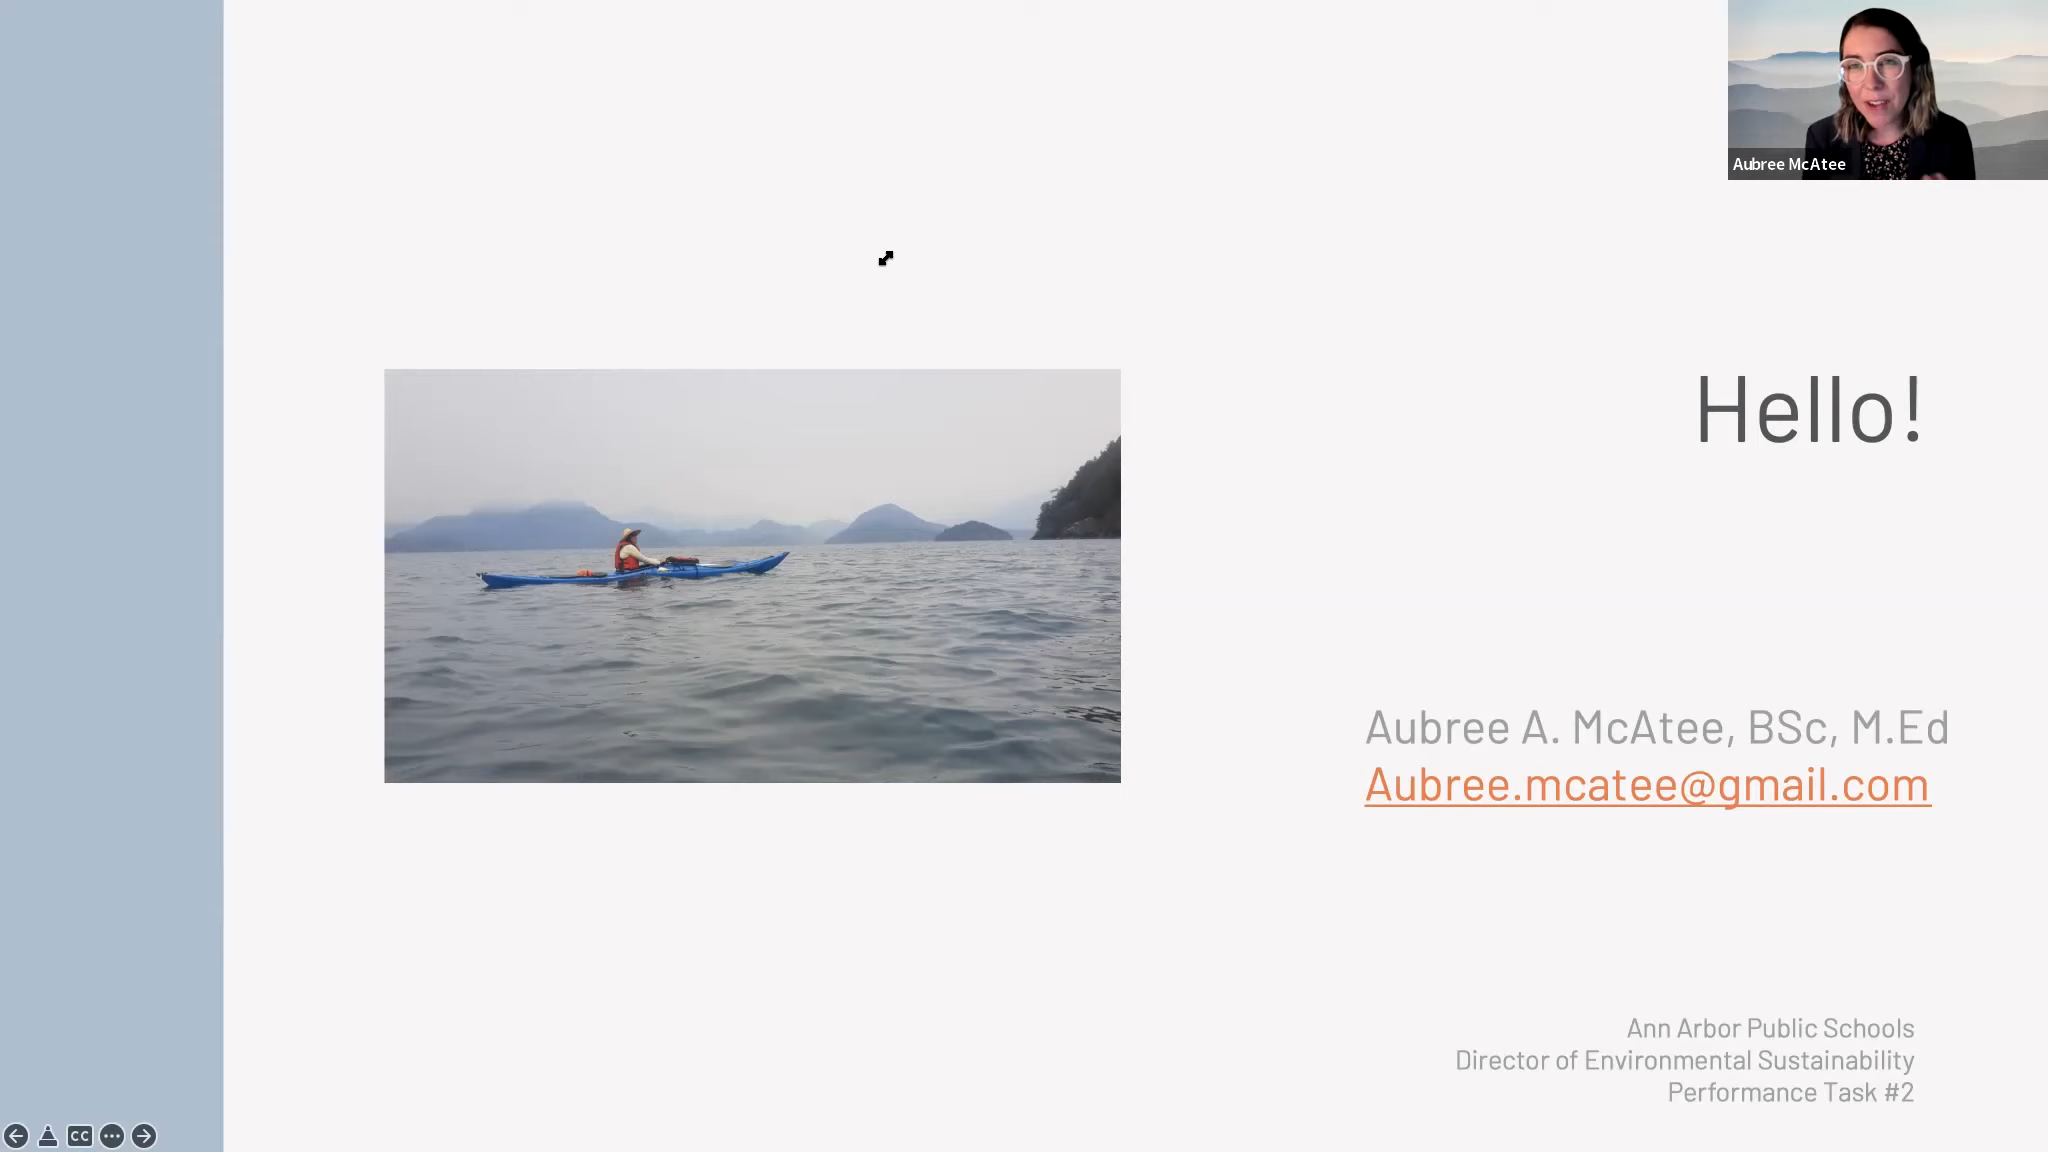 Aubree McAtee
Hello!
Aubree A. McAtee, BSc, M.Ed
Aubree.mcatee@gmail.com
Ann Arbor Public Schools
Director of Environmental Sustainability
Performance Task #2
CC